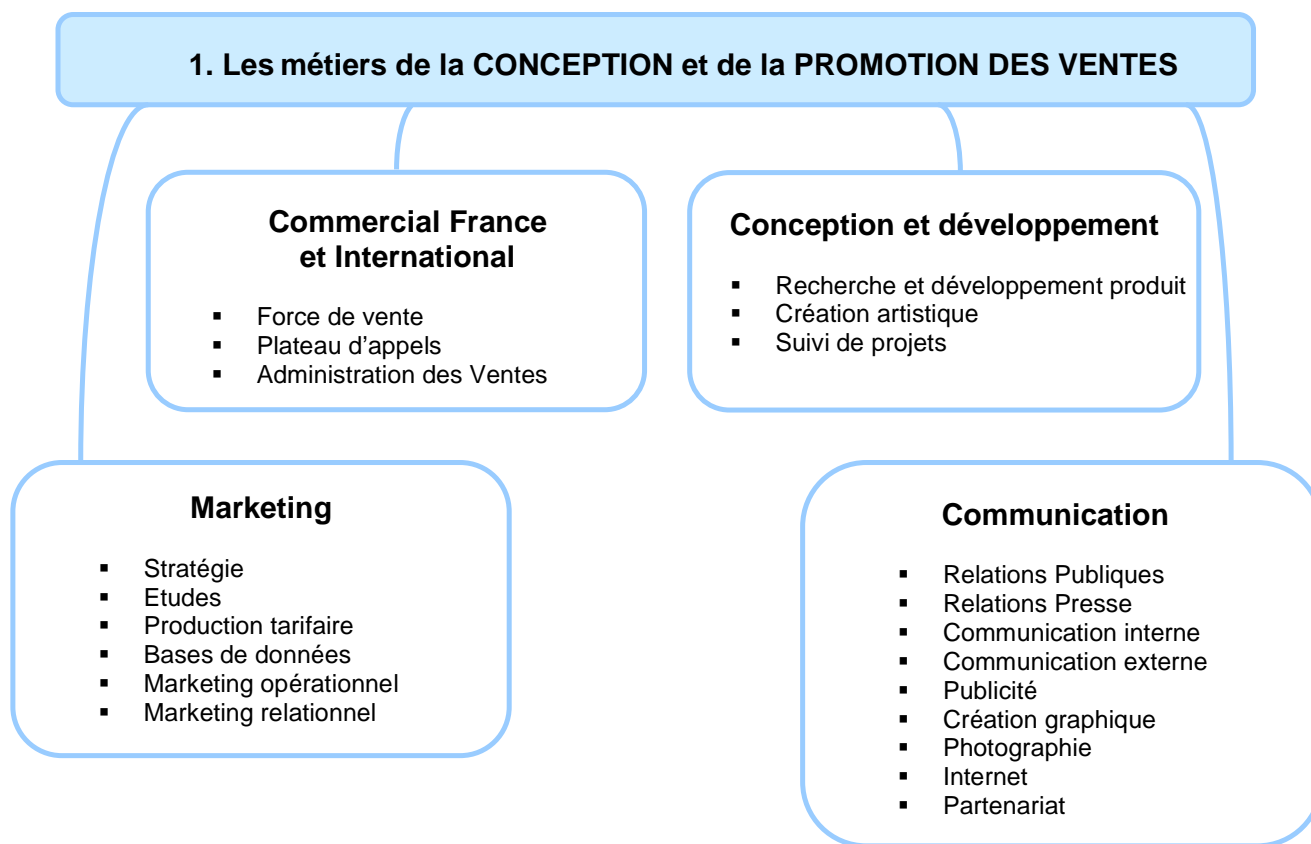 1. Les métiers de la CONCEPTION et de la PROMOTION DES VENTES
Commercial France
et International
▪ Force de vente
▪ Plateau d’appels
▪ Administration des Ventes
Conception et développement
▪ Recherche et développement produit
▪ Création artistique
▪ Suivi de projets
Marketing
▪ Stratégie
▪ Etudes
▪ Production tarifaire
▪ Bases de données
▪ Marketing opérationnel
▪ Marketing relationnel
Communication
▪ Relations Publiques
▪ Relations Presse
▪ Communication interne
▪ Communication externe
▪ Publicité
▪ Création graphique
▪ Photographie
▪ Internet
▪ Partenariat